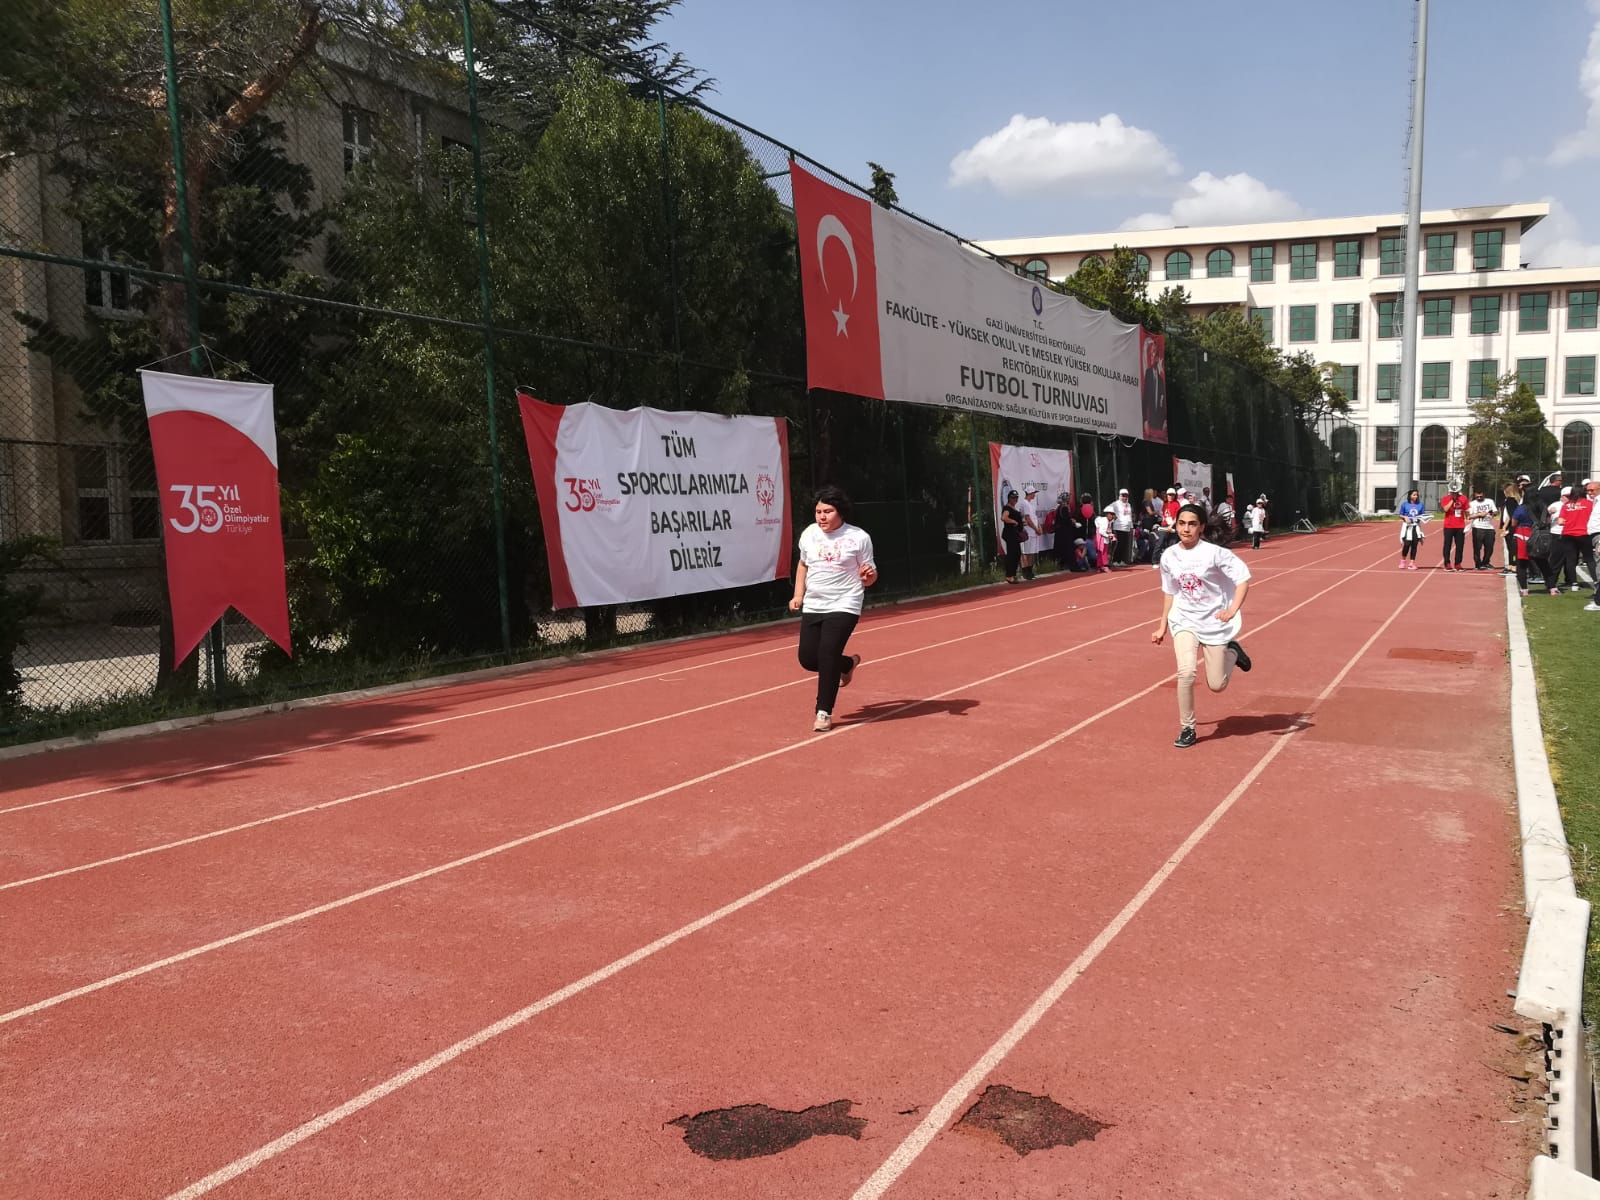 35.Yıl
Özel
Olimpiyatlar
Türkiye
TÜM
SPORCULARIMIZA
BAŞARILAR
DİLERİZ
35.Yıl
Özel
Olimpiyatlar
Türkiye
Özel Olimpiyatlar
Türkiye
T.C.
GAZİ ÜNİVERSİTESİ REKTÖRLÜĞÜ
FAKÜLTE - YÜKSEK OKUL VE MESLEK YÜKSEK OKULLAR ARASI
REKTÖRLÜK KUPASI
FUTBOL TURNUVASI
ORGANİZASYON: SAĞLIK KÜLTÜR VE SPOR DAİRESİ BAŞKANLIĞI
JUST